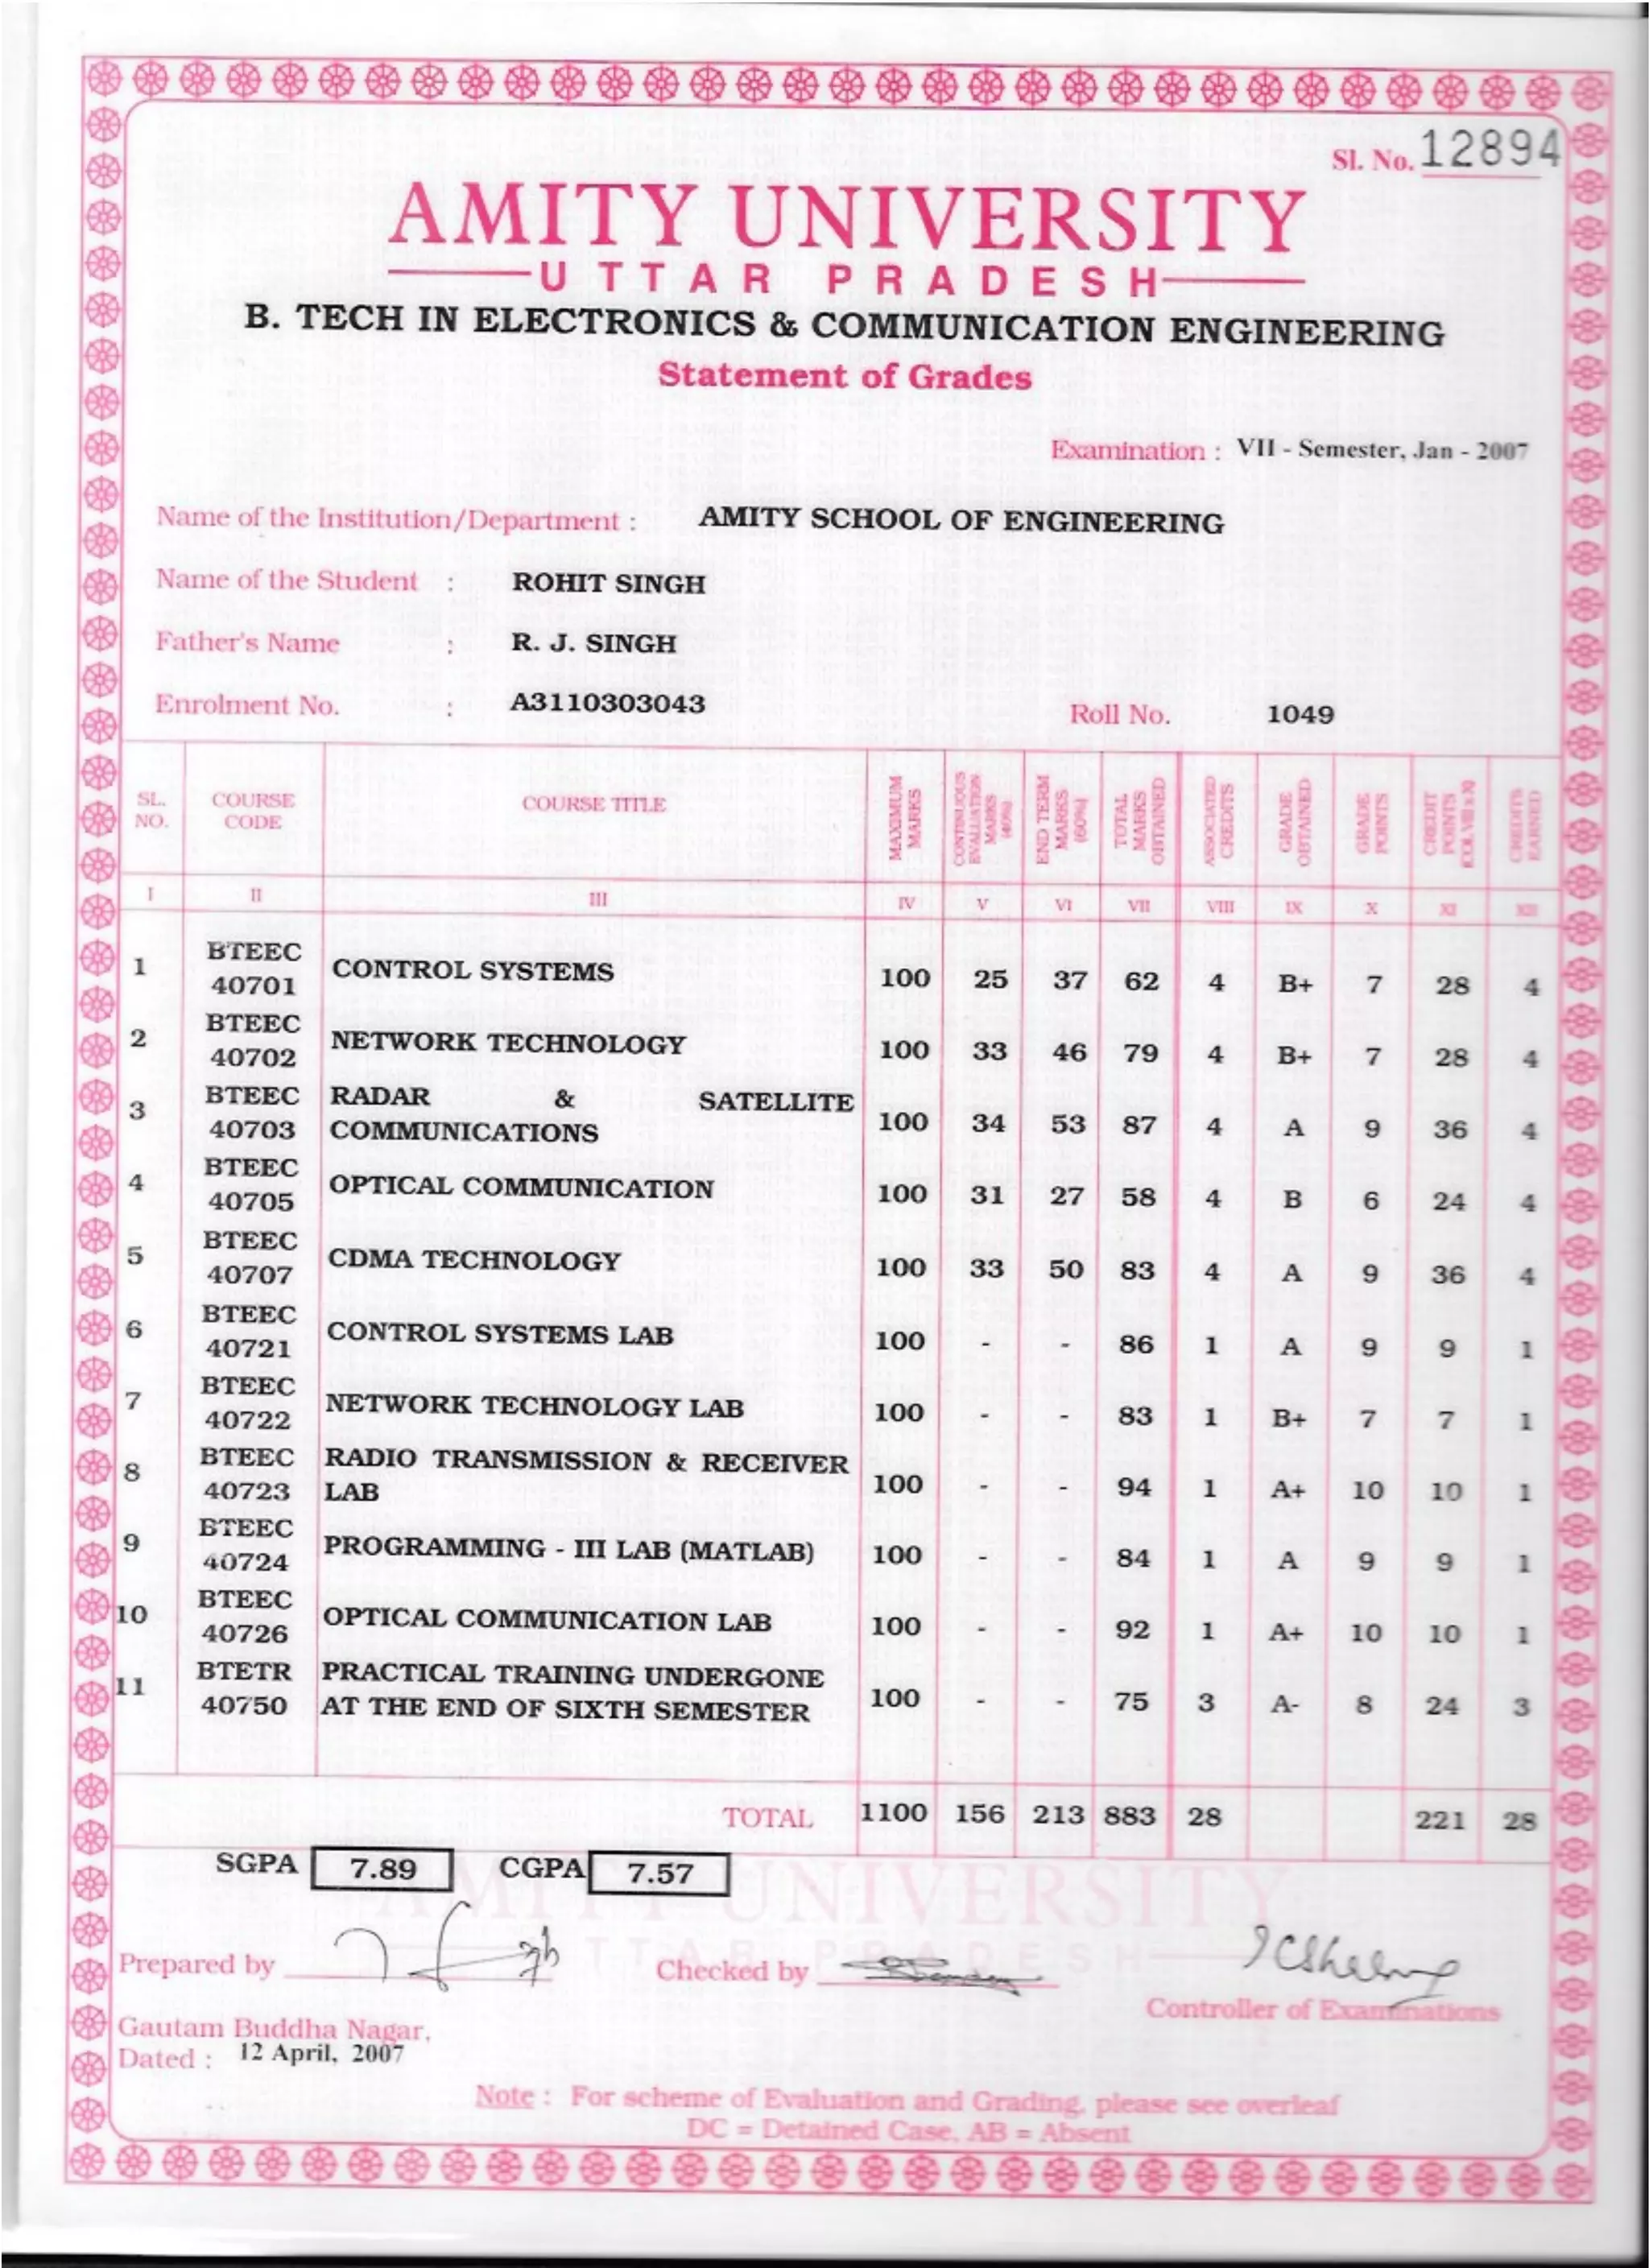 Sl. No. 12894
AMITY UNIVERSITY
UTTAR PRADESH
B. TECH IN ELECTRONICS & COMMUNICATION ENGINEERING
Statement of Grades
Examination : VII - Semester, Jan - 2007
Name of the Institution/Department : AMITY SCHOOL OF ENGINEERING
Name of the Student : ROHIT SINGH
Father's Name : R. J. SINGH
Enrolment No. : A3110303043 Roll No. 1049
SL. NO. COURSE CODE COURSE TITLE MAXIMUM MARKS CONTINUOUS EVALUATION MARKS (40%) END TERM MARKS (60%) TOTAL MARKS OBTAINED ASSOCIATED CREDITS GRADE OBTAINED GRADE POINTS CREDIT POINTS (COL VIII x X) CREDITS EARNED
I II III IV V VI VII VIII IX X XI XII
1 BTEEC 40701 CONTROL SYSTEMS 100 25 37 62 4 B+ 7 28 4
2 BTEEC 40702 NETWORK TECHNOLOGY 100 33 46 79 4 B+ 7 28 4
3 BTEEC 40703 RADAR & SATELLITE COMMUNICATIONS 100 34 53 87 4 A 9 36 4
4 BTEEC 40705 OPTICAL COMMUNICATION 100 31 27 58 4 B 6 24 4
5 BTEEC 40707 CDMA TECHNOLOGY 100 33 50 83 4 A 9 36 4
6 BTEEC 40721 CONTROL SYSTEMS LAB 100 - - 86 1 A 9 9 1
7 BTEEC 40722 NETWORK TECHNOLOGY LAB 100 - - 83 1 B+ 7 7 1
8 BTEEC 40723 RADIO TRANSMISSION & RECEIVER LAB 100 - - 94 1 A+ 10 10 1
9 BTEEC 40724 PROGRAMMING - III LAB (MATLAB) 100 - - 84 1 A 9 9 1
10 BTEEC 40726 OPTICAL COMMUNICATION LAB 100 - - 92 1 A+ 10 10 1
11 BTETR 40750 PRACTICAL TRAINING UNDERGONE AT THE END OF SIXTH SEMESTER 100 - - 75 3 A- 8 24 3
TOTAL 1100 156 213 883 28 221 28
SGPA 7.89 CGPA 7.57
AMITY UNIVERSITY
UTTAR PRADESH
Prepared by Checked by
Controller of Examinations
Gautam Buddha Nagar,
Dated : 12 April, 2007
Note : For scheme of Evaluation and Grading, please see overleaf
DC = Detained Case, AB = Absent